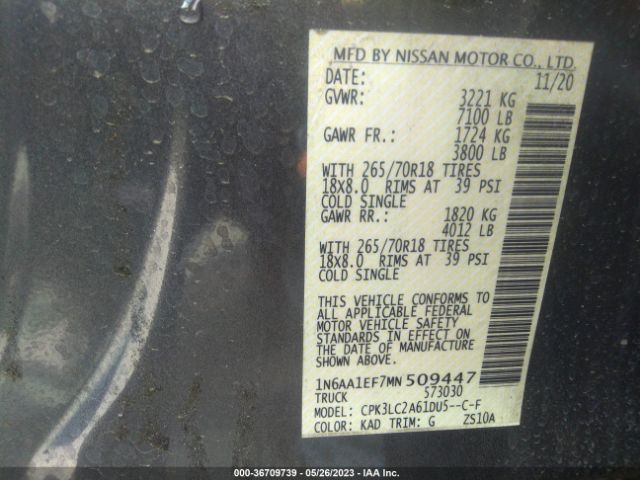 MFD BY NISSAN MOTOR CO., LTD.
DATE: 11/20
GVWR: 3221 KG
7100 LB
GAWR FR.: 1724 KG
3800 LB
WITH 265/70R18 TIRES
18X8.0 RIMS AT 39 PSI
COLD SINGLE
GAWR RR.: 1820 KG
4012 LB
WITH 265/70R18 TIRES
18X8.0 RIMS AT 39 PSI
COLD SINGLE
THIS VEHICLE CONFORMS TO
ALL APPLICABLE FEDERAL
MOTOR VEHICLE SAFETY
STANDARDS IN EFFECT ON
THE DATE OF MANUFACTURE
SHOWN ABOVE.
1N6AA1EF7MN509447
TRUCK 573030
MODEL: CPK3LC2A61DU5--C-F
COLOR: KAD TRIM: G ZS10A
000-36709739 // 05/26/2023 // IAA Inc.